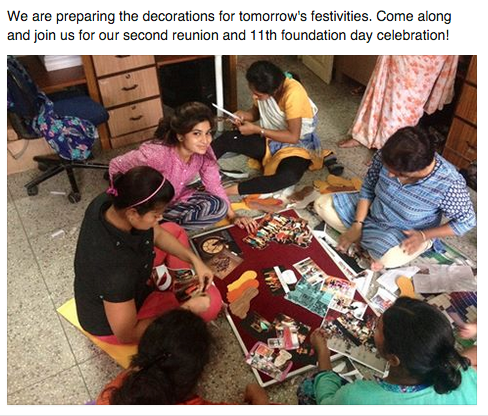 We are preparing the decorations for tomorrow's festivities. Come along
and join us for our second reunion and 11th foundation day celebration!